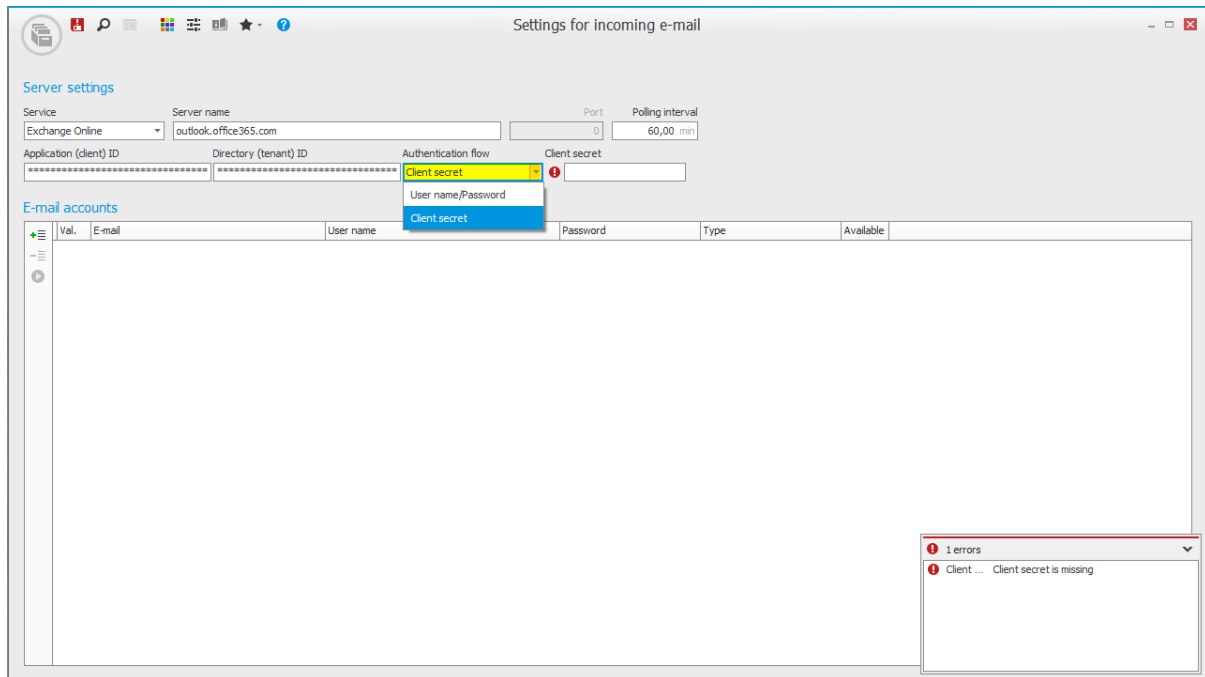 Settings for incoming e-mail
Server settings
Service Server name Port Polling interval
Exchange Online outlook.office365.com 0 60,00 min
Application (client) ID Directory (tenant) ID Authentication flow Client secret
******************************** ******************************** Client secret
User name/Password
Client secret
E-mail accounts
Val. E-mail User name Password Type Available
1 errors
Client ... Client secret is missing